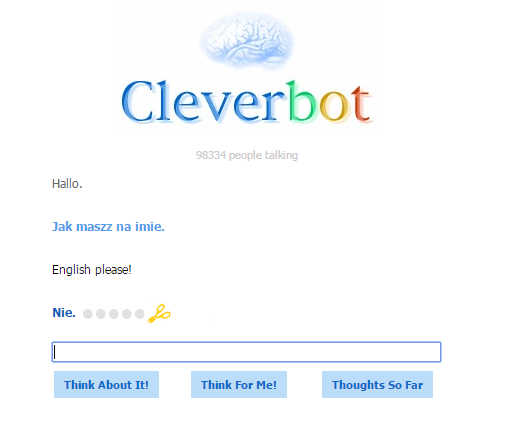 Cleverbot
98334 people talking
Hallo.
Jak maszz na imie.
English please!
Nie.
Think About It!
Think For Me!
Thoughts So Far